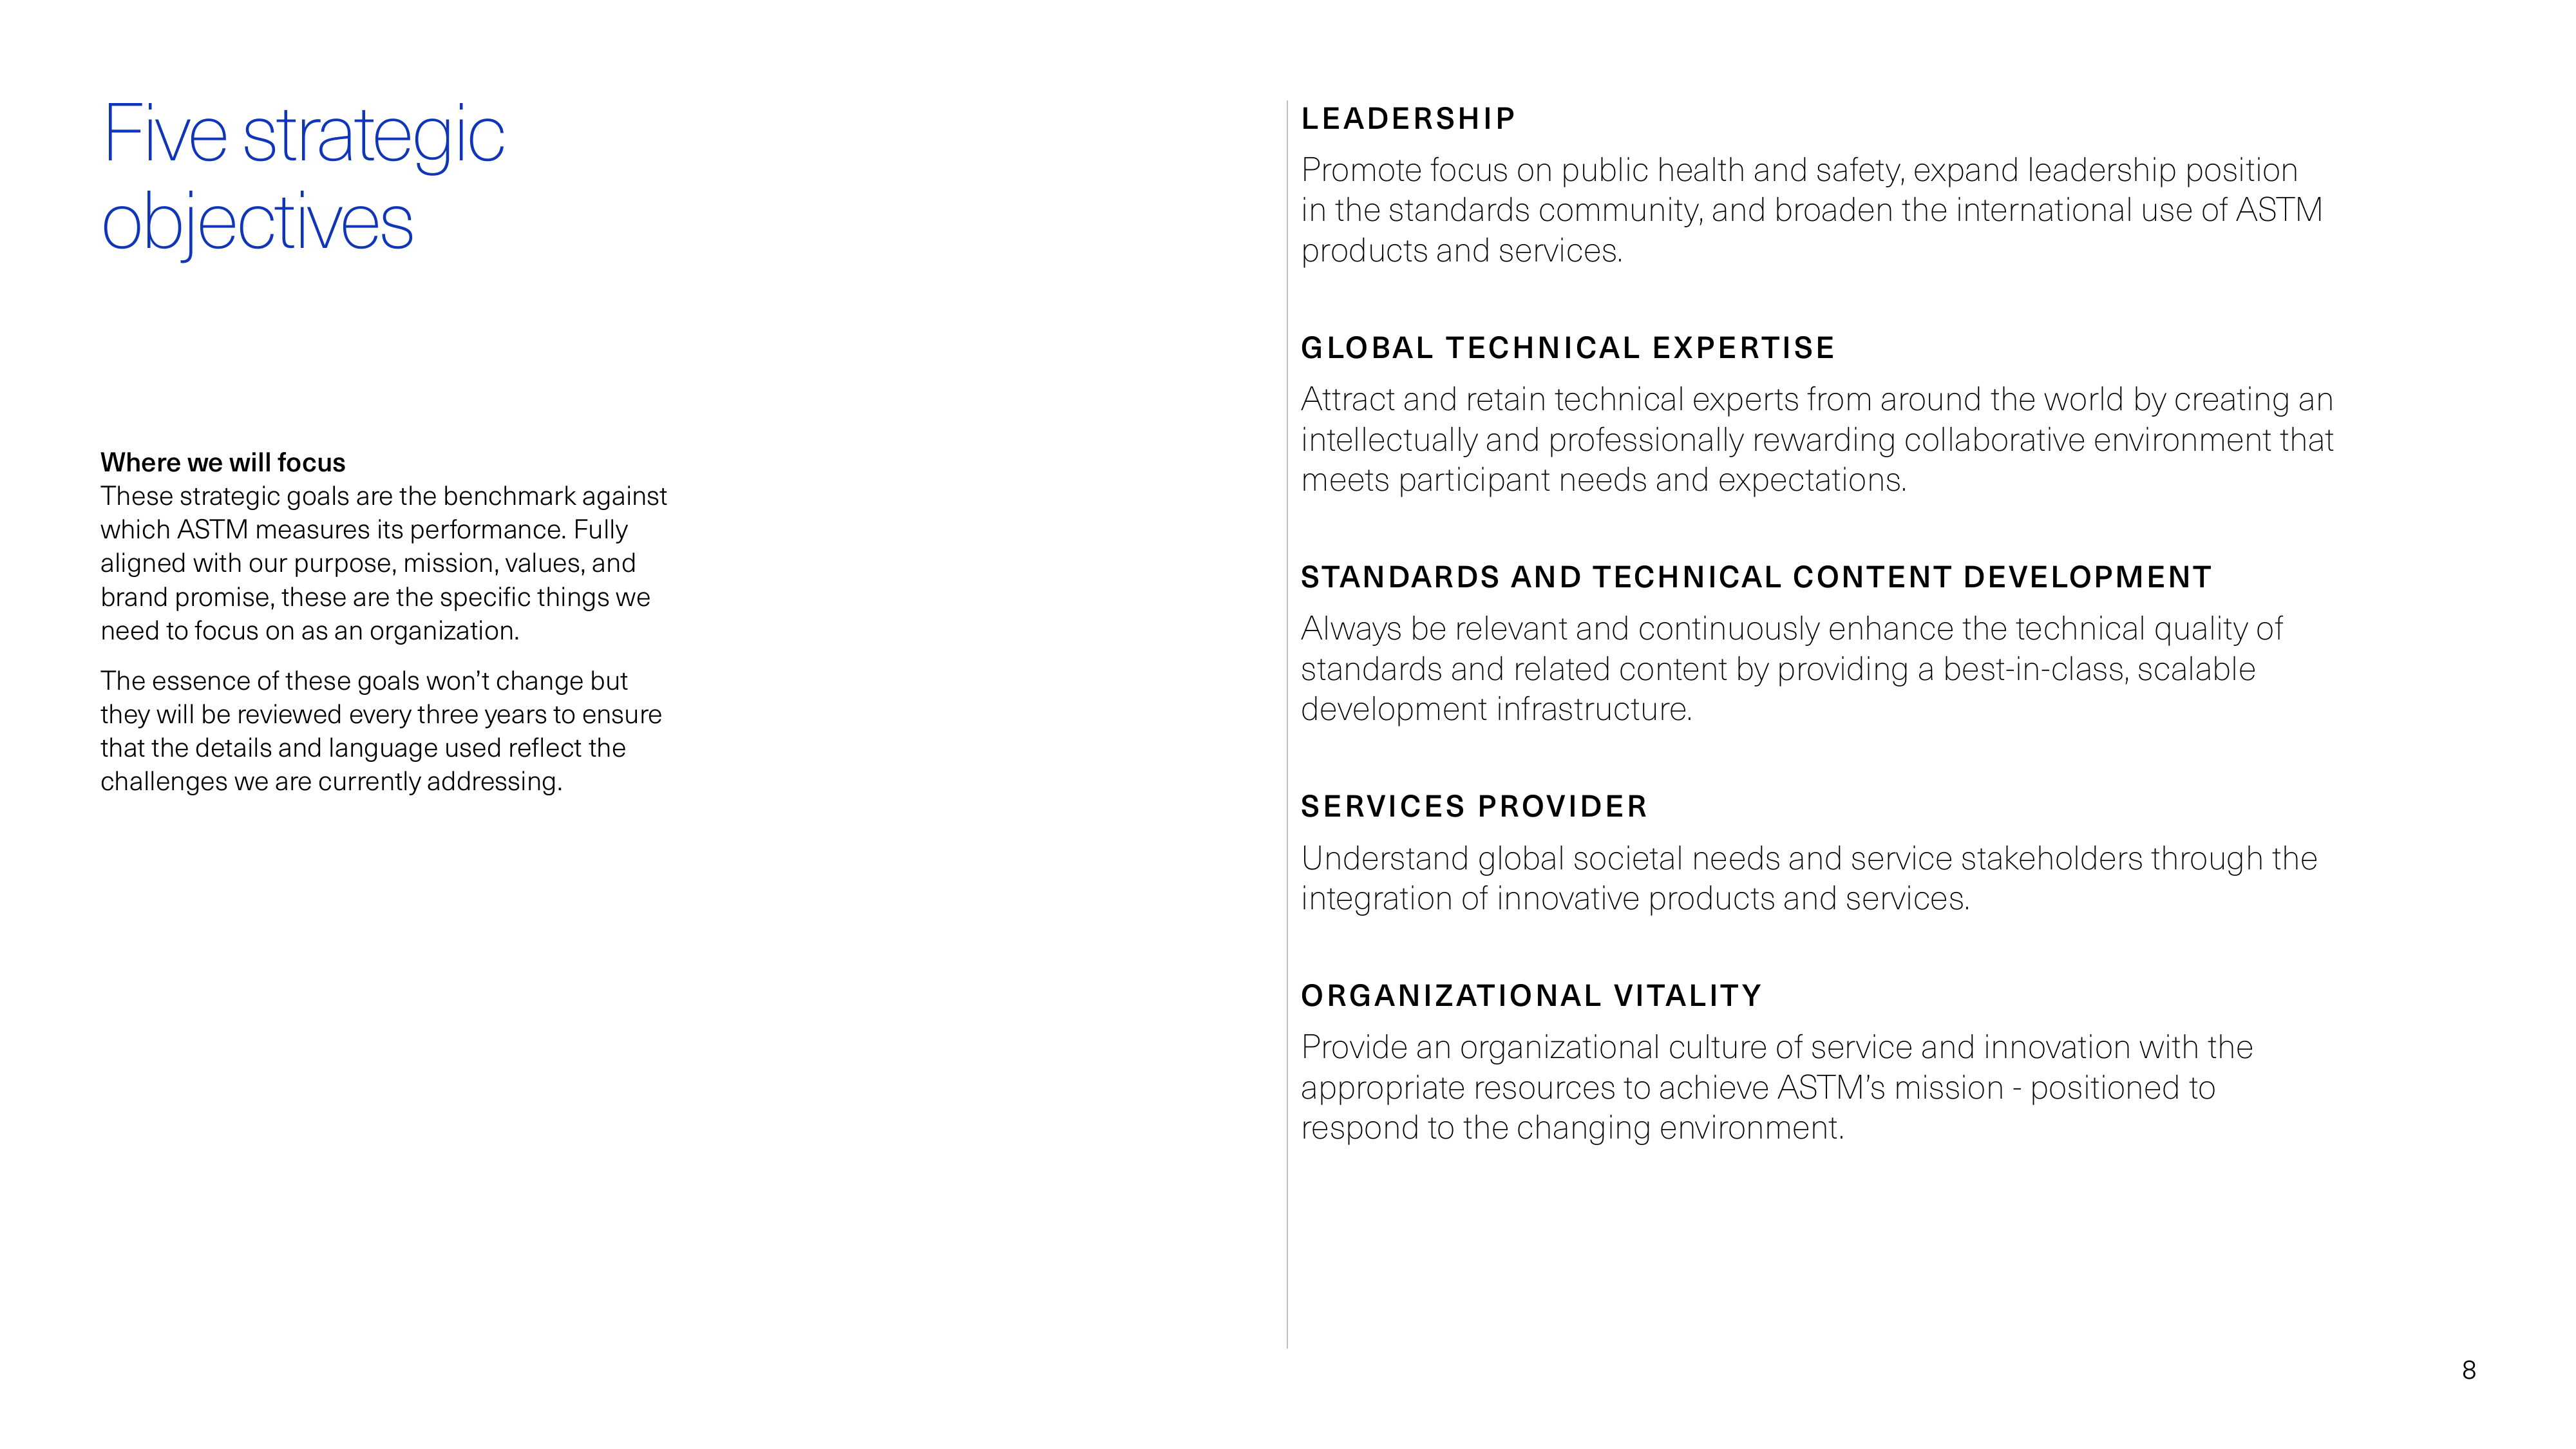 Five strategic
objectives
Where we will focus
These strategic goals are the benchmark against
which ASTM measures its performance. Fully
aligned with our purpose, mission, values, and
brand promise, these are the specific things we
need to focus on as an organization.
The essence of these goals won’t change but
they will be reviewed every three years to ensure
that the details and language used reflect the
challenges we are currently addressing.
LEADERSHIP
Promote focus on public health and safety, expand leadership position
in the standards community, and broaden the international use of ASTM
products and services.
GLOBAL TECHNICAL EXPERTISE
Attract and retain technical experts from around the world by creating an
intellectually and professionally rewarding collaborative environment that
meets participant needs and expectations.
STANDARDS AND TECHNICAL CONTENT DEVELOPMENT
Always be relevant and continuously enhance the technical quality of
standards and related content by providing a best-in-class, scalable
development infrastructure.
SERVICES PROVIDER
Understand global societal needs and service stakeholders through the
integration of innovative products and services.
ORGANIZATIONAL VITALITY
Provide an organizational culture of service and innovation with the
appropriate resources to achieve ASTM’s mission - positioned to
respond to the changing environment.
8